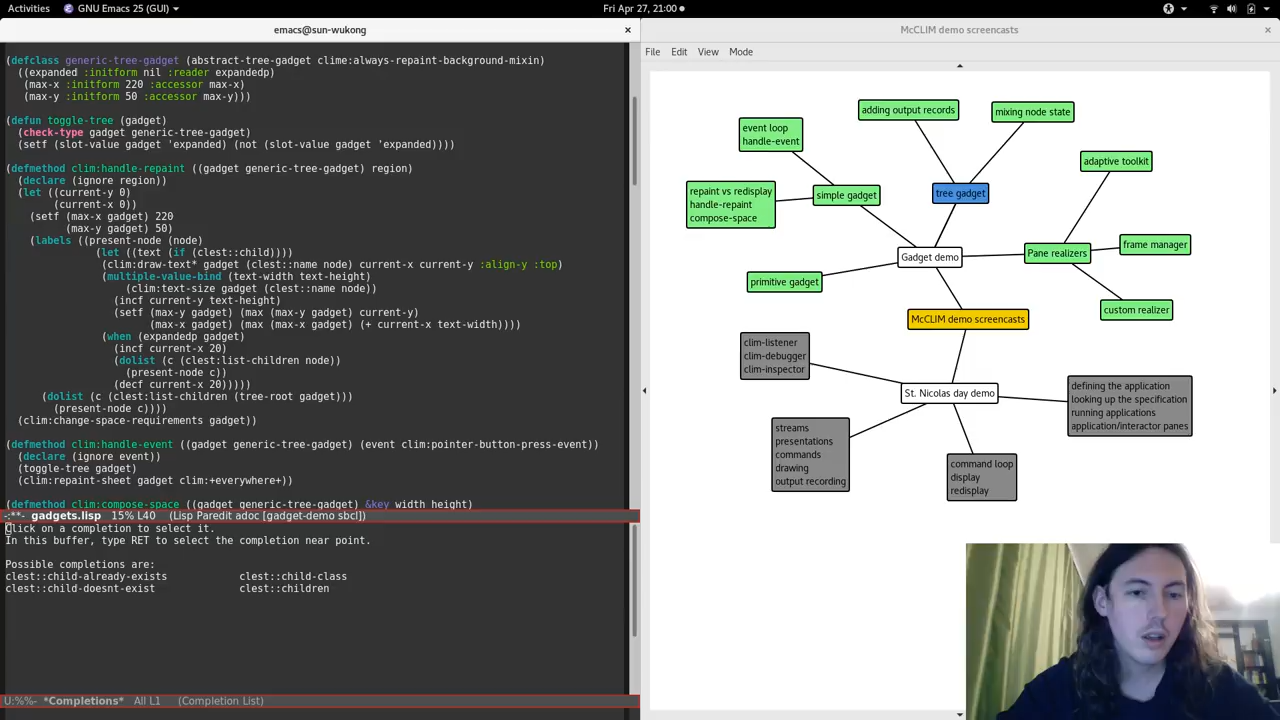 Activities GNU Emacs 25 (GUI) Fri Apr 27, 21:00
emacs@sun-wukong
(defclass generic-tree-gadget (abstract-tree-gadget clime:always-repaint-background-mixin)
((expanded :initform nil :reader expandedp)
(max-x :initform 220 :accessor max-x)
(max-y :initform 50 :accessor max-y)))
(defun toggle-tree (gadget)
(check-type gadget generic-tree-gadget)
(setf (slot-value gadget 'expanded) (not (slot-value gadget 'expanded))))
(defmethod clim:handle-repaint ((gadget generic-tree-gadget) region)
(declare (ignore region))
(let ((current-y 0)
(current-x 0))
(setf (max-x gadget) 220
(max-y gadget) 50)
(labels ((present-node (node)
(let ((text (if (clest::child))))
(clim:draw-text* gadget (clest::name node) current-x current-y :align-y :top)
(multiple-value-bind (text-width text-height)
(clim:text-size gadget (clest::name node))
(incf current-y text-height)
(setf (max-y gadget) (max (max-y gadget) current-y)
(max-x gadget) (max (max-x gadget) (+ current-x text-width))))
(when (expandedp gadget)
(incf current-x 20)
(dolist (c (clest:list-children node))
(present-node c))
(decf current-x 20)))))
(dolist (c (clest:list-children (tree-root gadget)))
(present-node c))))
(clim:change-space-requirements gadget))
(defmethod clim:handle-event ((gadget generic-tree-gadget) (event clim:pointer-button-press-event))
(declare (ignore event))
(toggle-tree gadget)
(clim:repaint-sheet gadget clim:+everywhere+))
(defmethod clim:compose-space ((gadget generic-tree-gadget) &key width height)
-:**- gadgets.lisp 15% L40 (Lisp Paredit adoc [gadget-demo sbcl])
Click on a completion to select it.
In this buffer, type RET to select the completion near point.
Possible completions are:
clest::child-already-exists clest::child-class
clest::child-doesnt-exist clest::children
U:%%- *Completions* All L1 (Completion List)
McCLIM demo screencasts
File Edit View Mode
adding output records
mixing node state
event loop
handle-event
adaptive toolkit
repaint vs redisplay
handle-repaint
compose-space
simple gadget
tree gadget
Gadget demo
Pane realizers
frame manager
primitive gadget
custom realizer
McCLIM demo screencasts
clim-listener
clim-debugger
clim-inspector
St. Nicolas day demo
defining the application
looking up the specification
running applications
application/interactor panes
streams
presentations
commands
drawing
output recording
command loop
display
redisplay